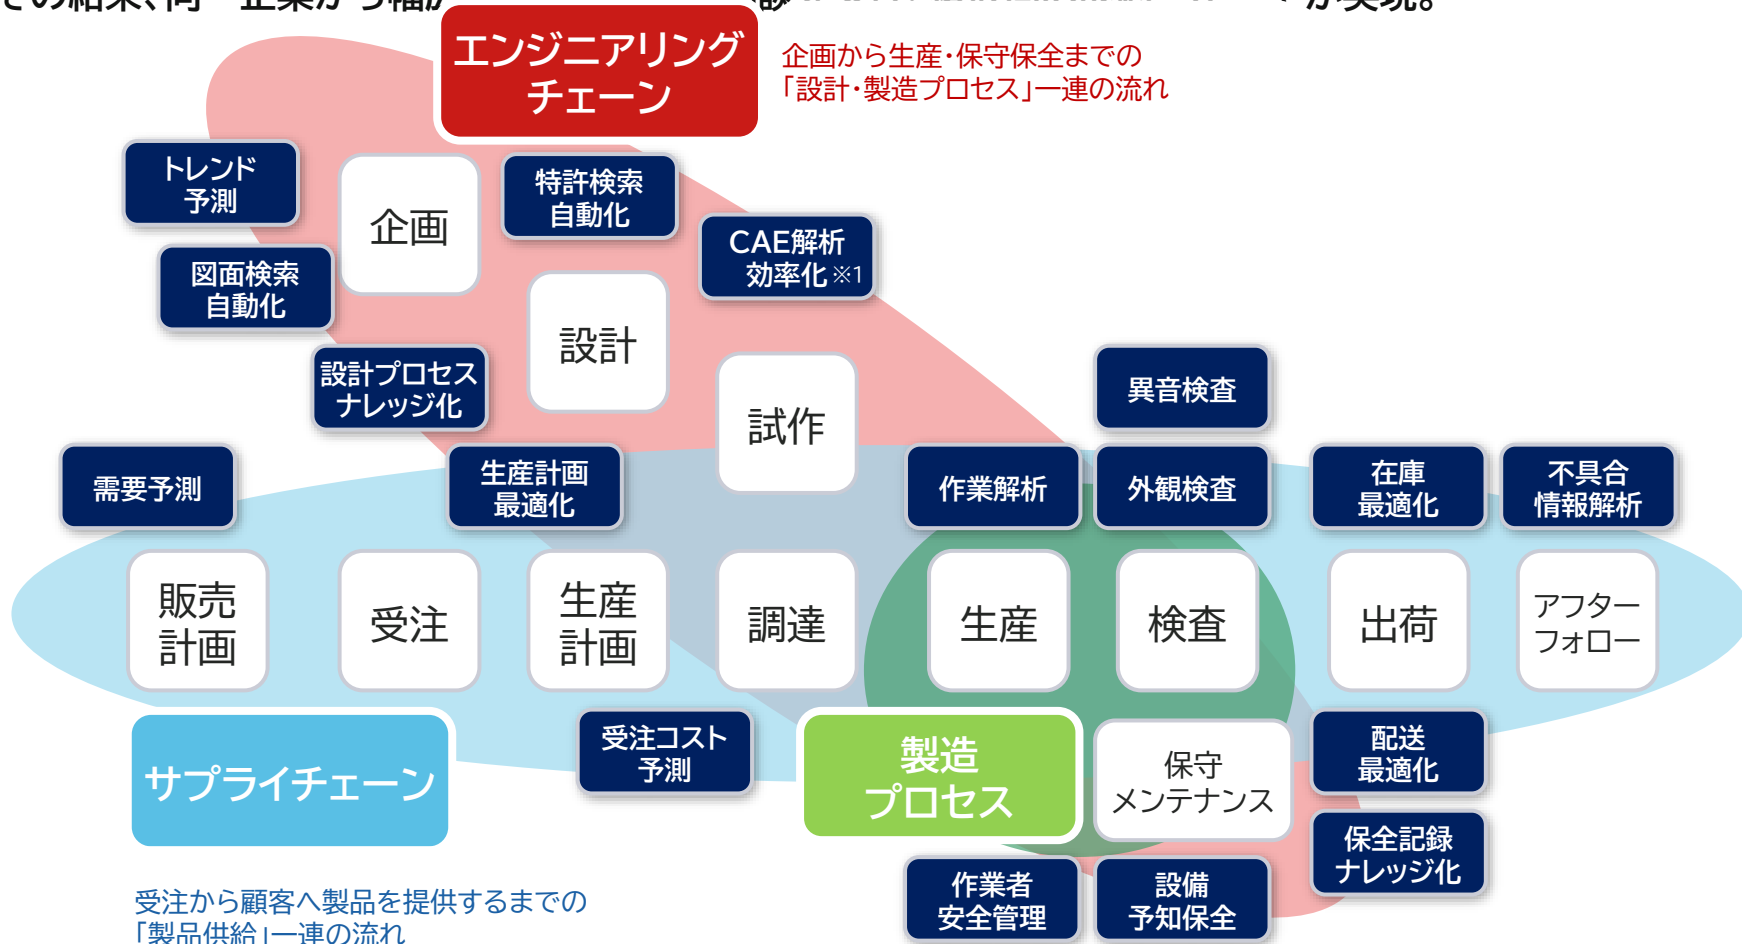 エンジニアリング
チェーン
企画から生産・保守保全までの
「設計・製造プロセス」一連の流れ
トレンド
予測
企画
特許検索
自動化
CAE解析
効率化※1
図面検索
自動化
設計
設計プロセス
ナレッジ化
試作
異音検査
需要予測
生産計画
最適化
作業解析
外観検査
在庫
最適化
不具合
情報解析
販売
計画
受注
生産
計画
調達
生産
検査
出荷
アフター
フォロー
サプライチェーン
受注コスト
予測
製造
プロセス
保守
メンテナンス
配送
最適化
保全記録
ナレッジ化
作業者
安全管理
設備
予知保全
受注から顧客へ製品を提供するまでの
「製品供給」一連の流れ